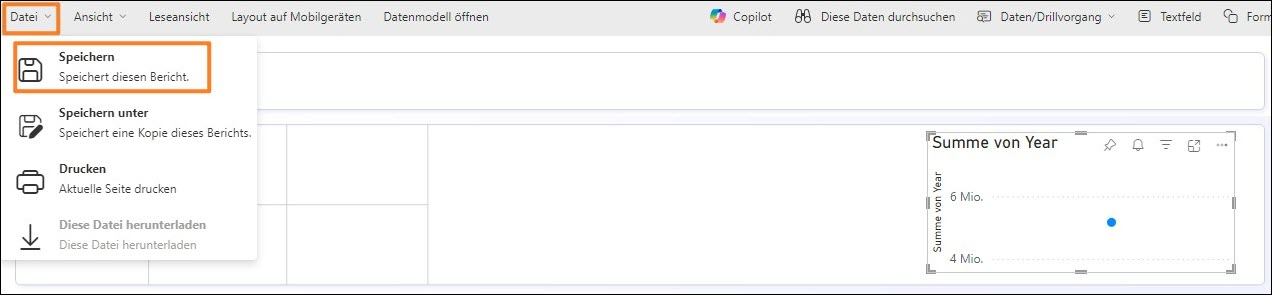 Datei Ansicht Leseansicht Layout auf Mobilgeräten Datenmodell öffnen Copilot Diese Daten durchsuchen Daten/Drillvorgang Textfeld Form
Speichern
Speichert diesen Bericht.
Speichern unter
Speichert eine Kopie dieses Berichts.
Drucken
Aktuelle Seite drucken
Diese Datei herunterladen
Diese Datei herunterladen
Summe von Year
Summe von Year
6 Mio.
4 Mio.